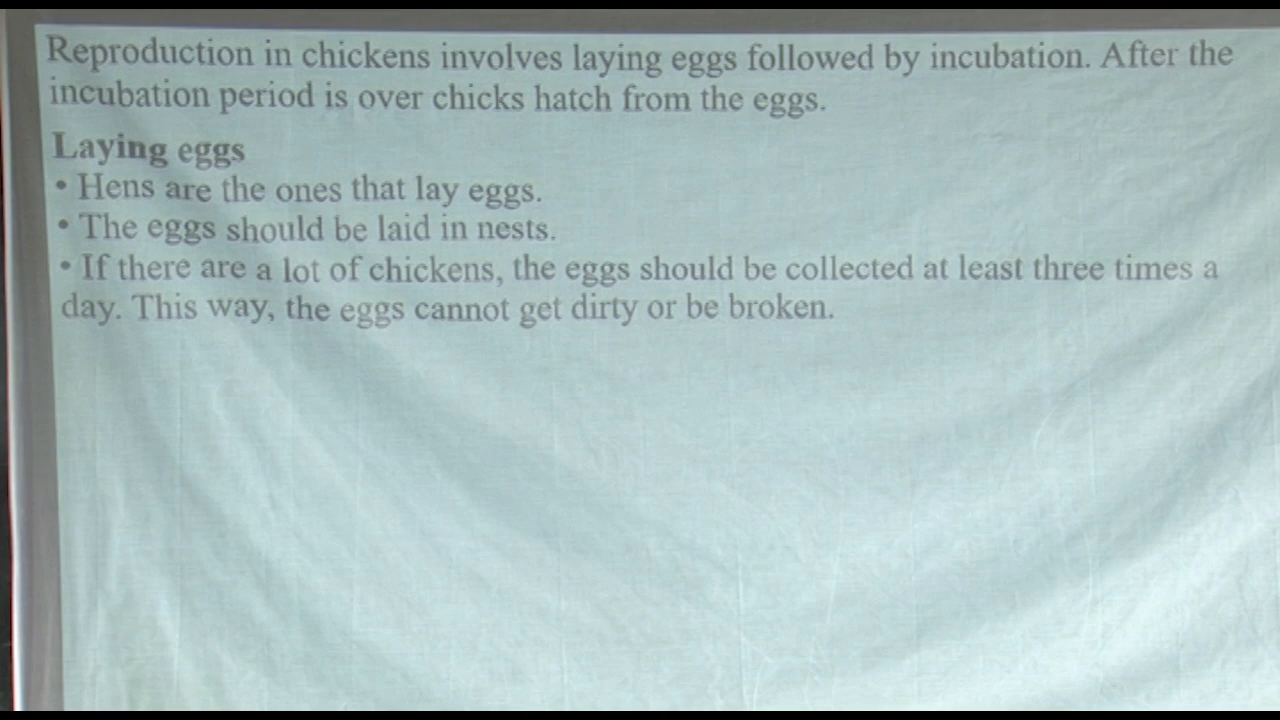 Reproduction in chickens involves laying eggs followed by incubation. After the
incubation period is over chicks hatch from the eggs.
Laying eggs
• Hens are the ones that lay eggs.
• The eggs should be laid in nests.
• If there are a lot of chickens, the eggs should be collected at least three times a
day. This way, the eggs cannot get dirty or be broken.